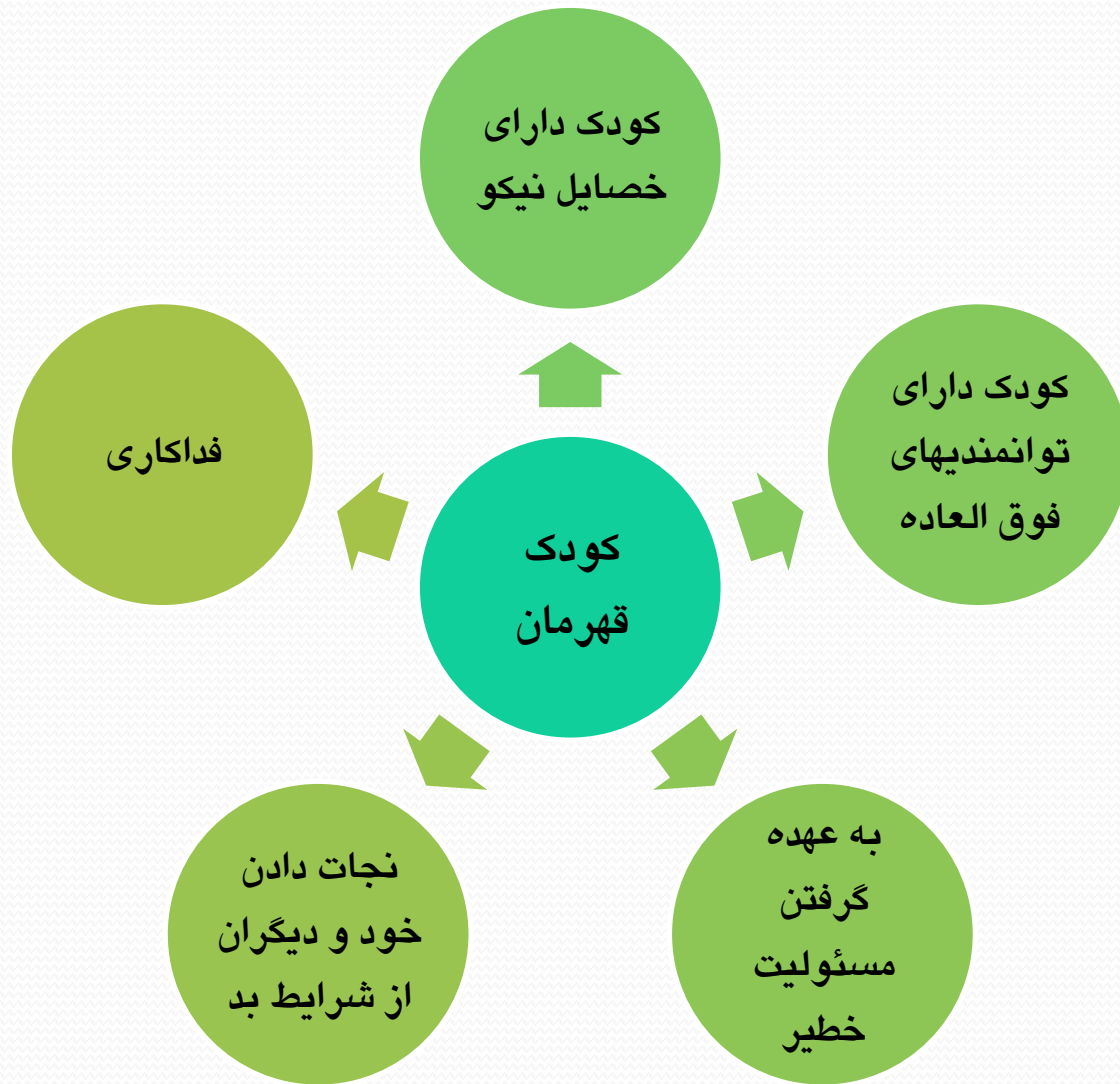 کودک دارای
خصایل نیکو
کودک دارای
توانمندیهای
فوق العاده
فداکاری
کودک
قهرمان
به عهده
گرفتن
مسئولیت
خطیر
نجات دادن
خود و دیگران
از شرایط بد